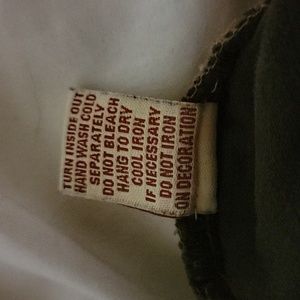 TURN INSIDE OUT
HAND WASH COLD
SEPARATELY
DO NOT BLEACH
HANG TO DRY
COOL IRON
IF NECESSARY
DO NOT IRON
ON DECORATION